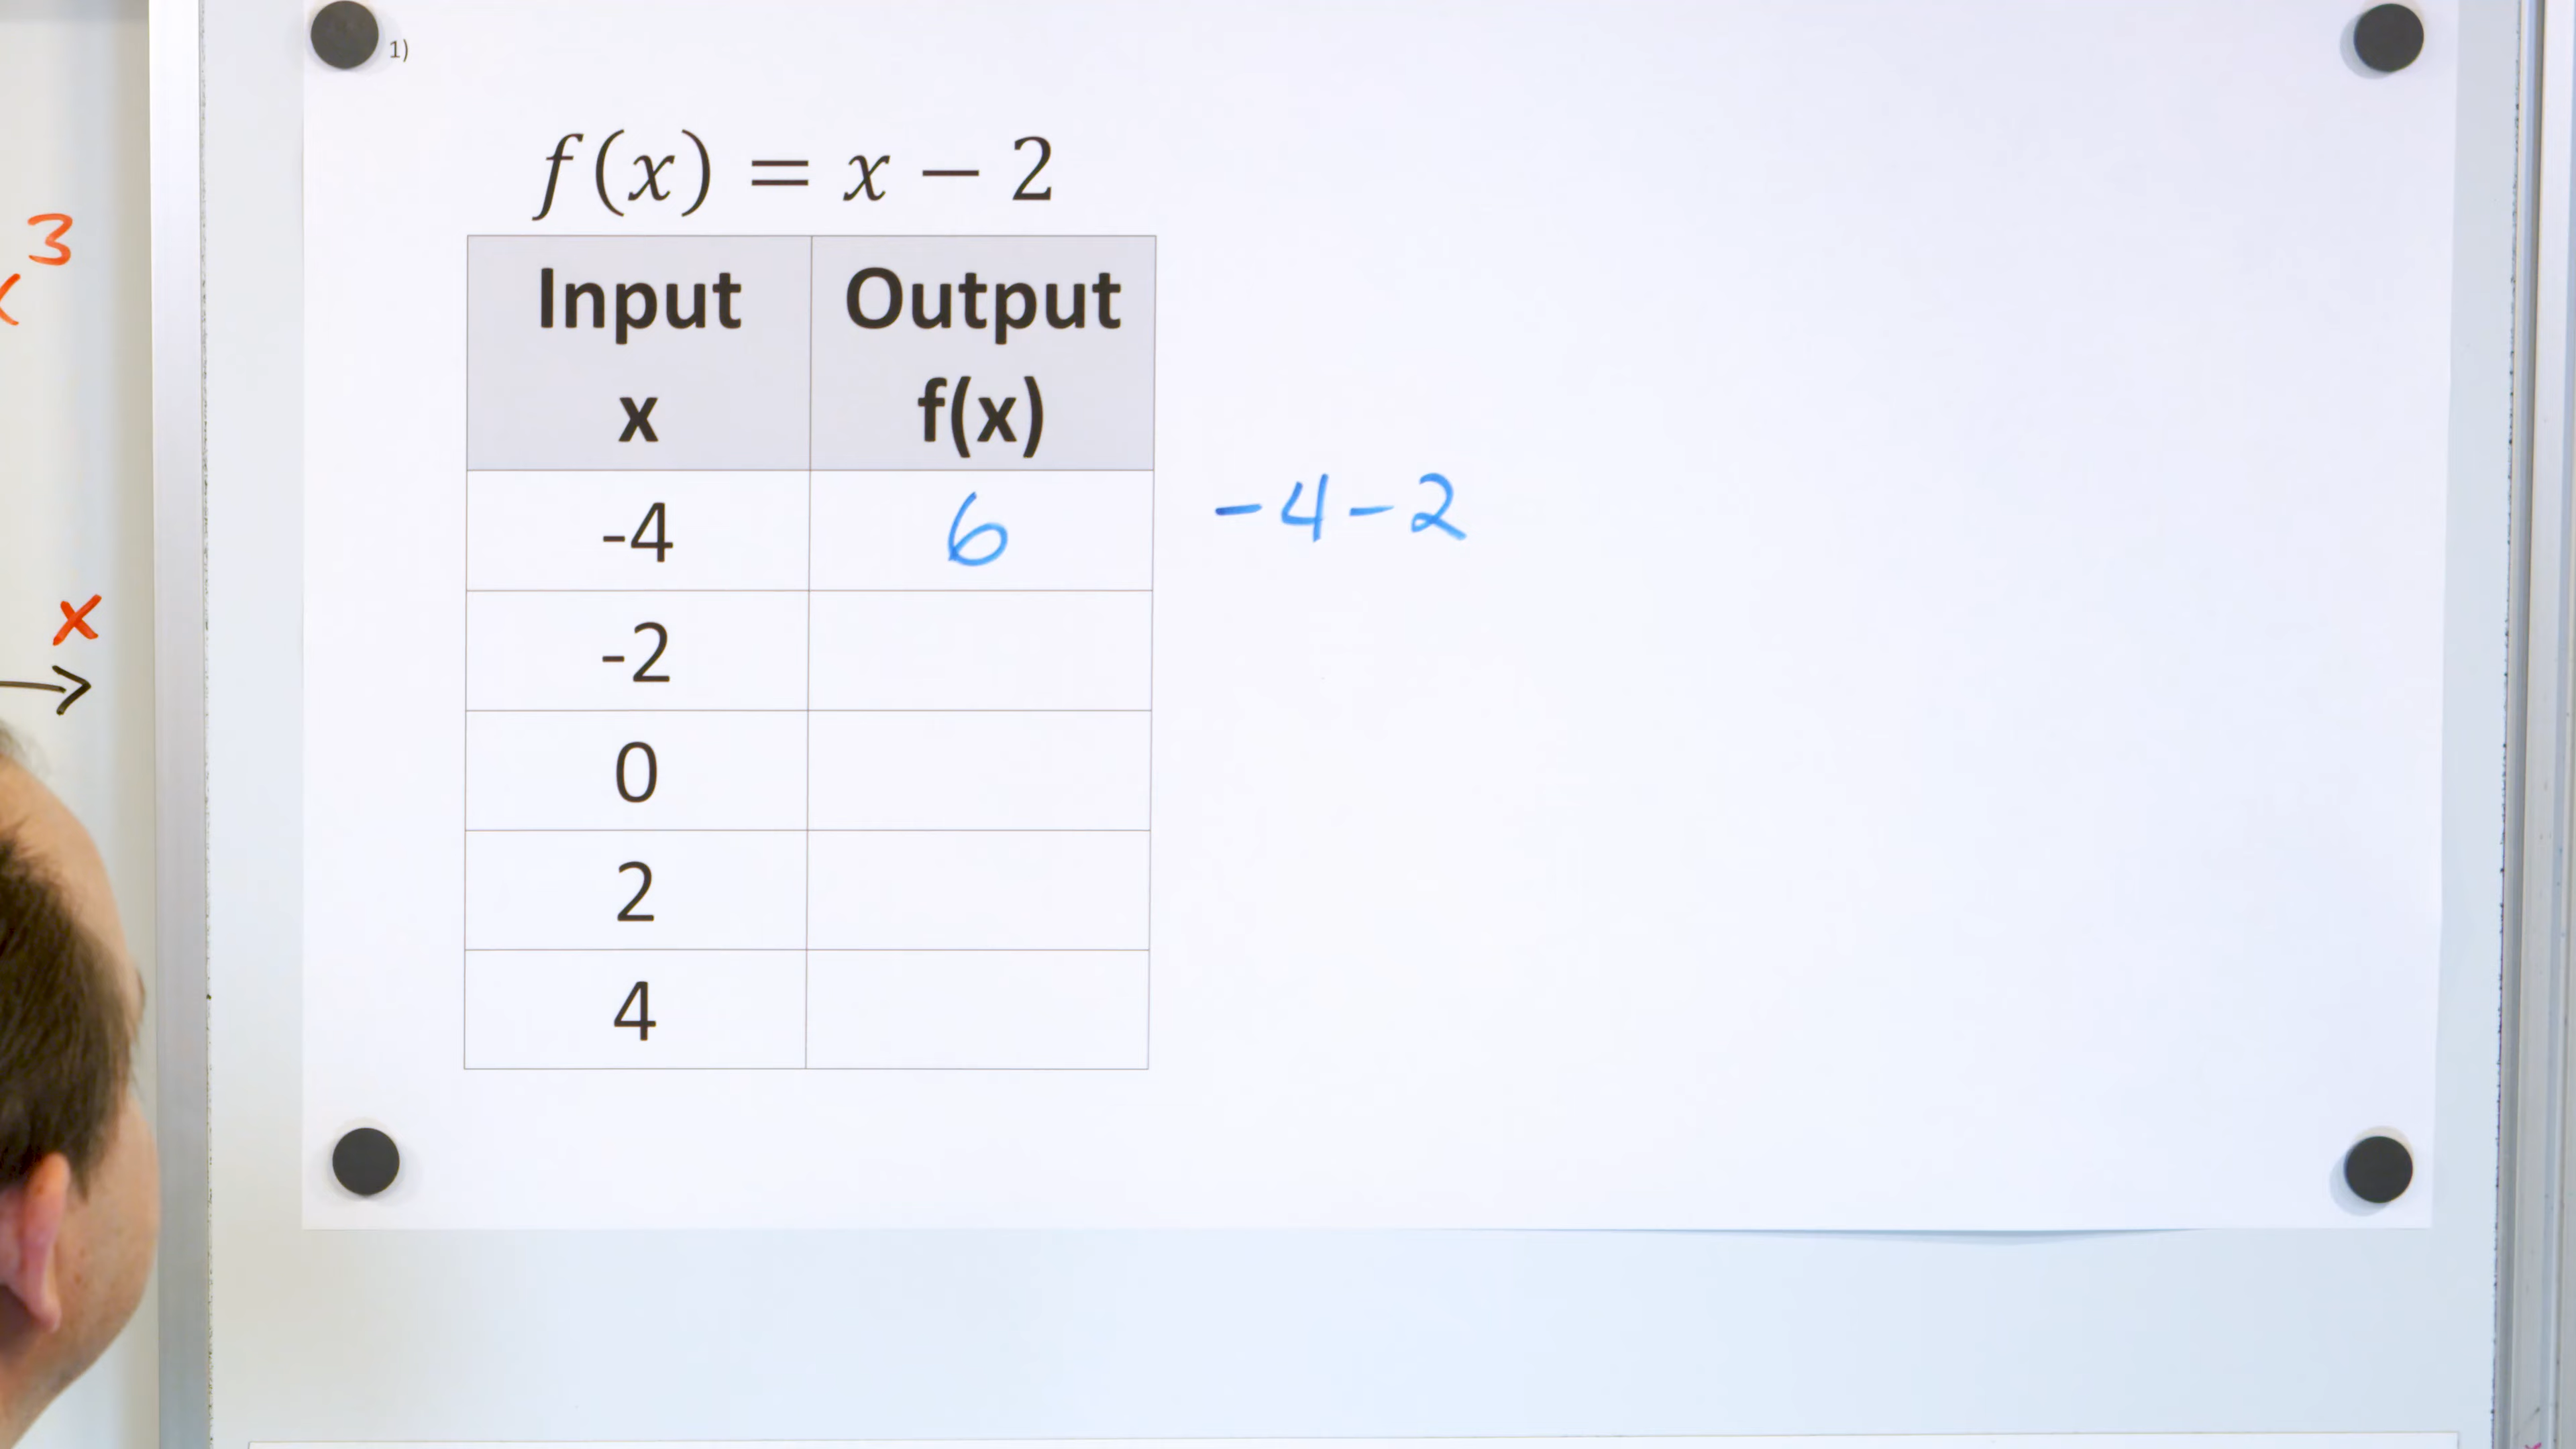 1)
f(x) = x − 2
Input x Output f(x)
-4 6 -4-2
-2
0
2
4
3
x